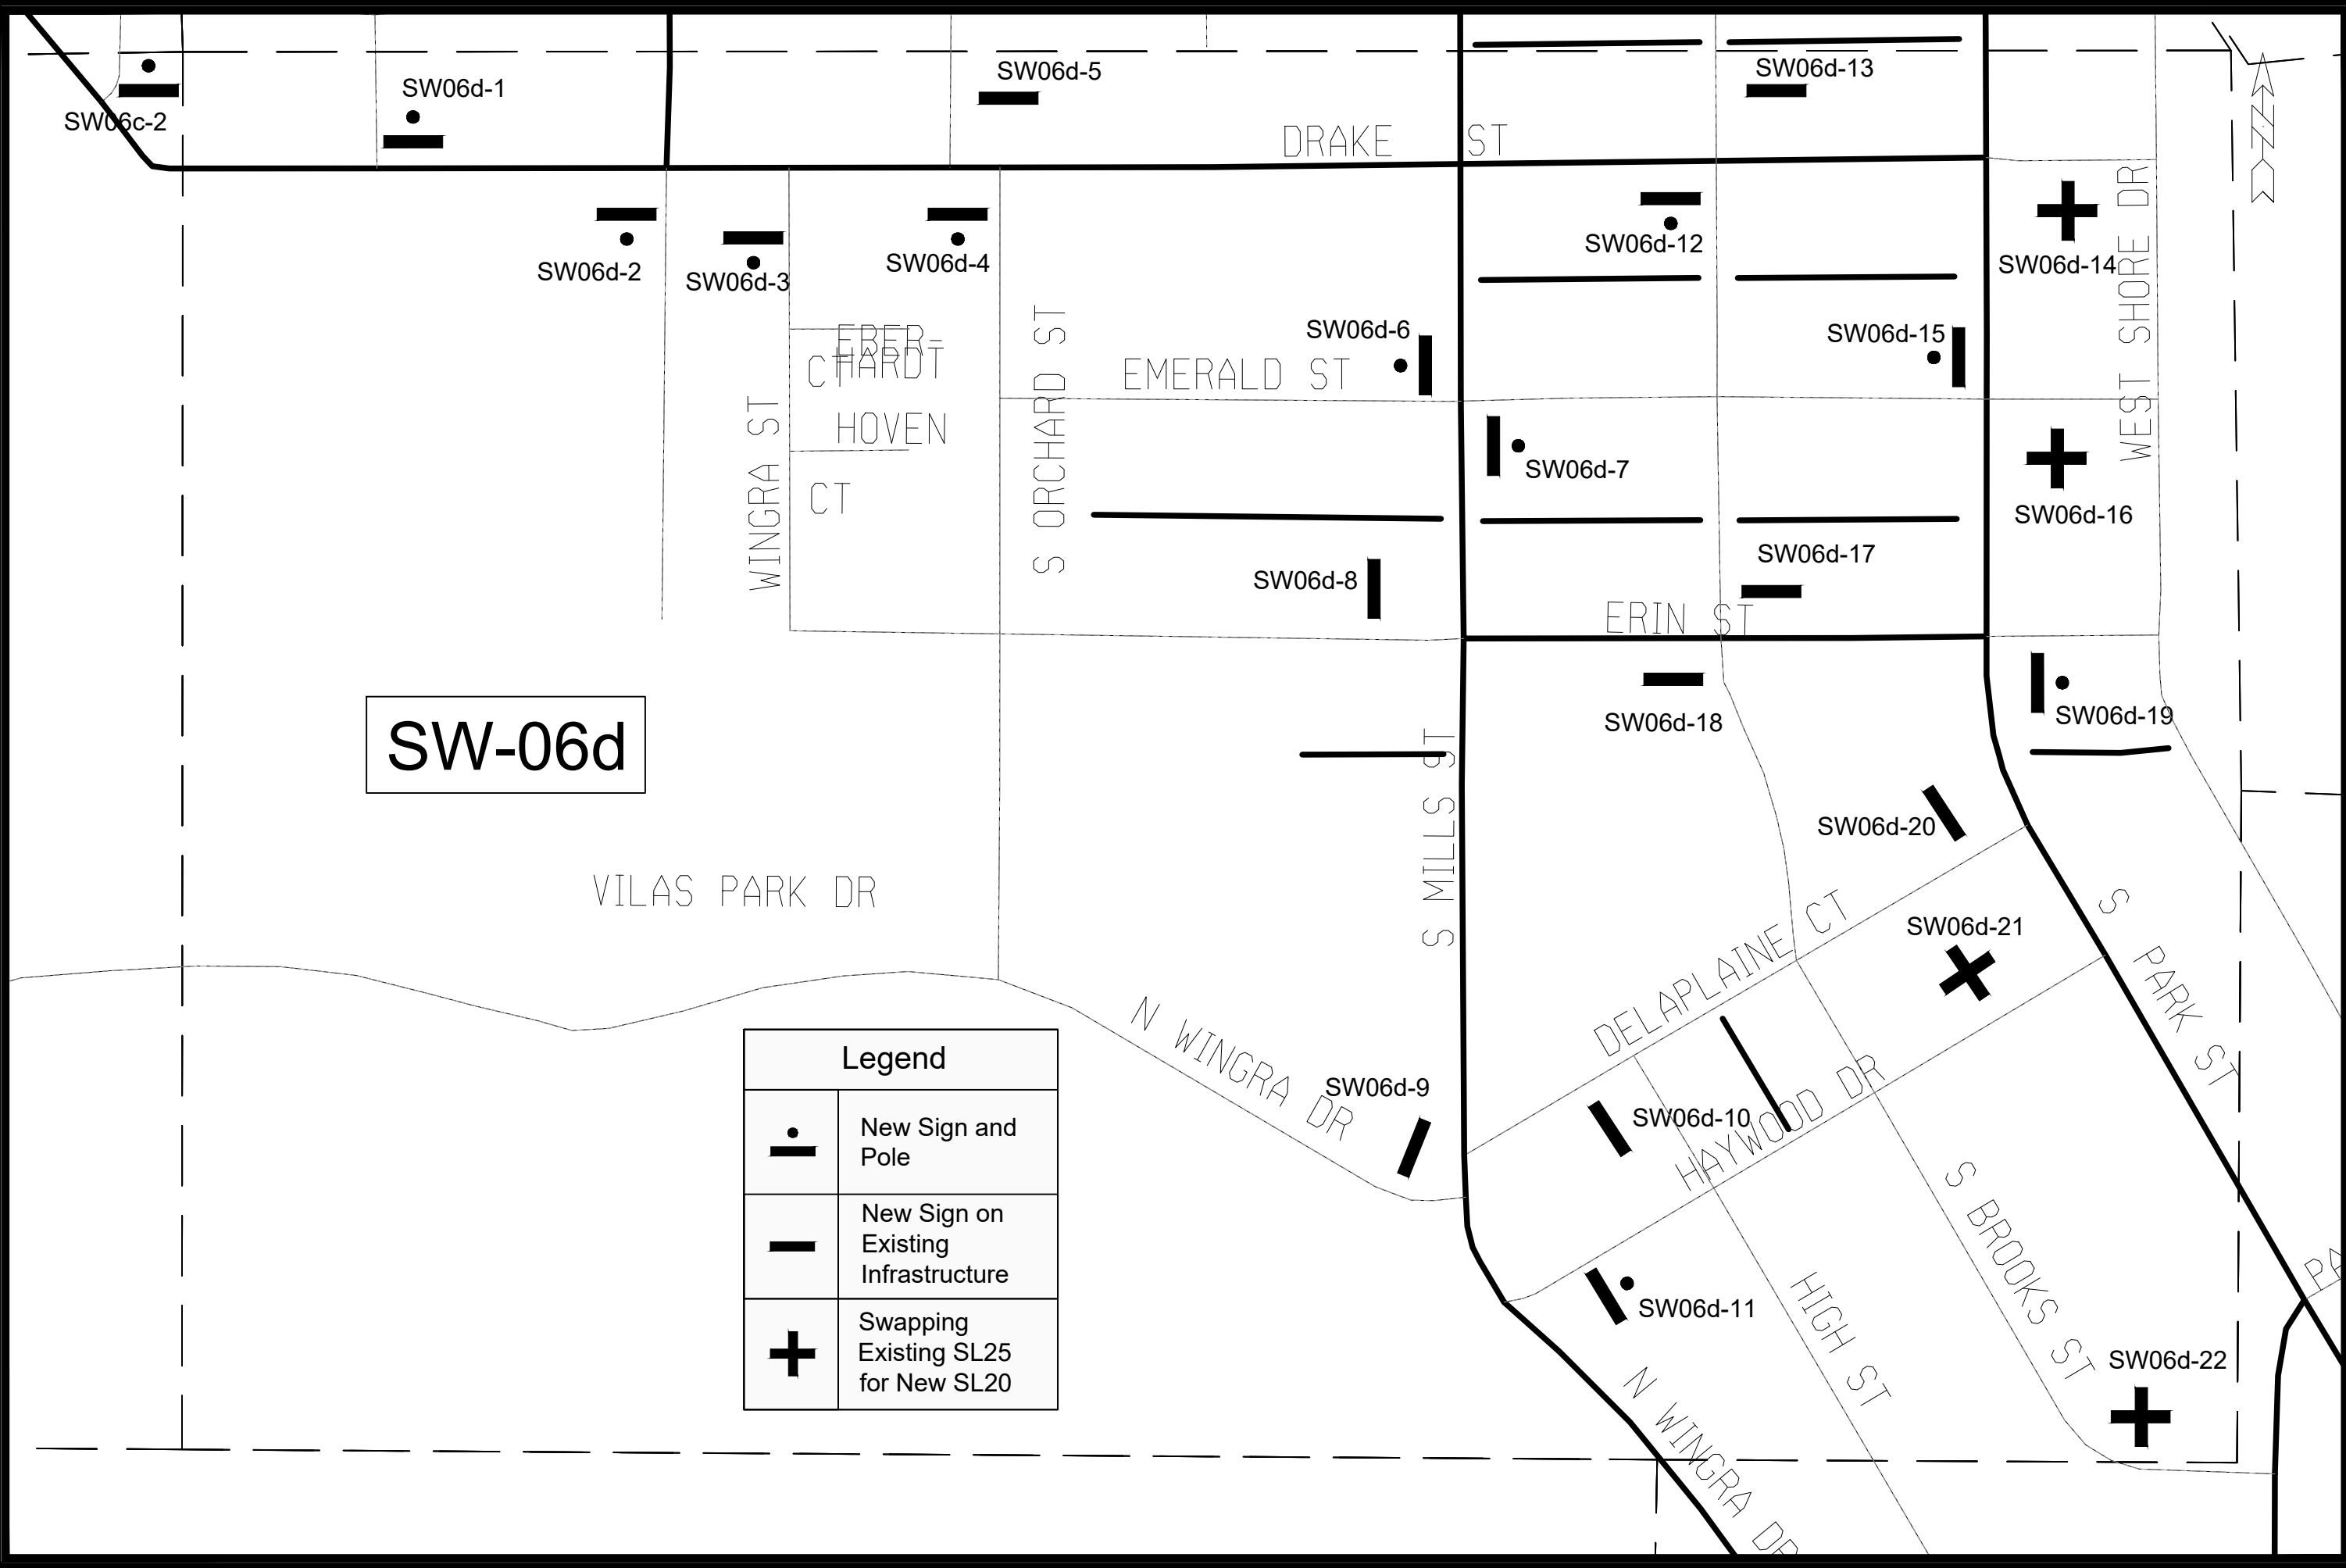 SW06d-5
SW06d-13
SW06d-1
SW06c-2
DRAKE ST
SW06d-12
SW06d-4
SW06d-14
SW06d-2
SW06d-3
WEST SHORE DR
SW06d-6
SW06d-15
EBER-
HARDT
CT
EMERALD ST
S ORCHARD ST
WINGRA ST
HOVEN
CT
SW06d-7
SW06d-16
SW06d-17
SW06d-8
ERIN ST
SW06d-19
SW06d-18
SW-06d
S MILLS ST
SW06d-20
VILAS PARK DR
SW06d-21
DELAPLAINE CT
S PARK ST
N WINGRA DR
SW06d-9
SW06d-10
HAYWOOD DR
S BROOKS ST
SW06d-11
HIGH ST
SW06d-22
N WINGRA DR
PA
Legend
New Sign and
Pole
New Sign on
Existing
Infrastructure
Swapping
Existing SL25
for New SL20
N